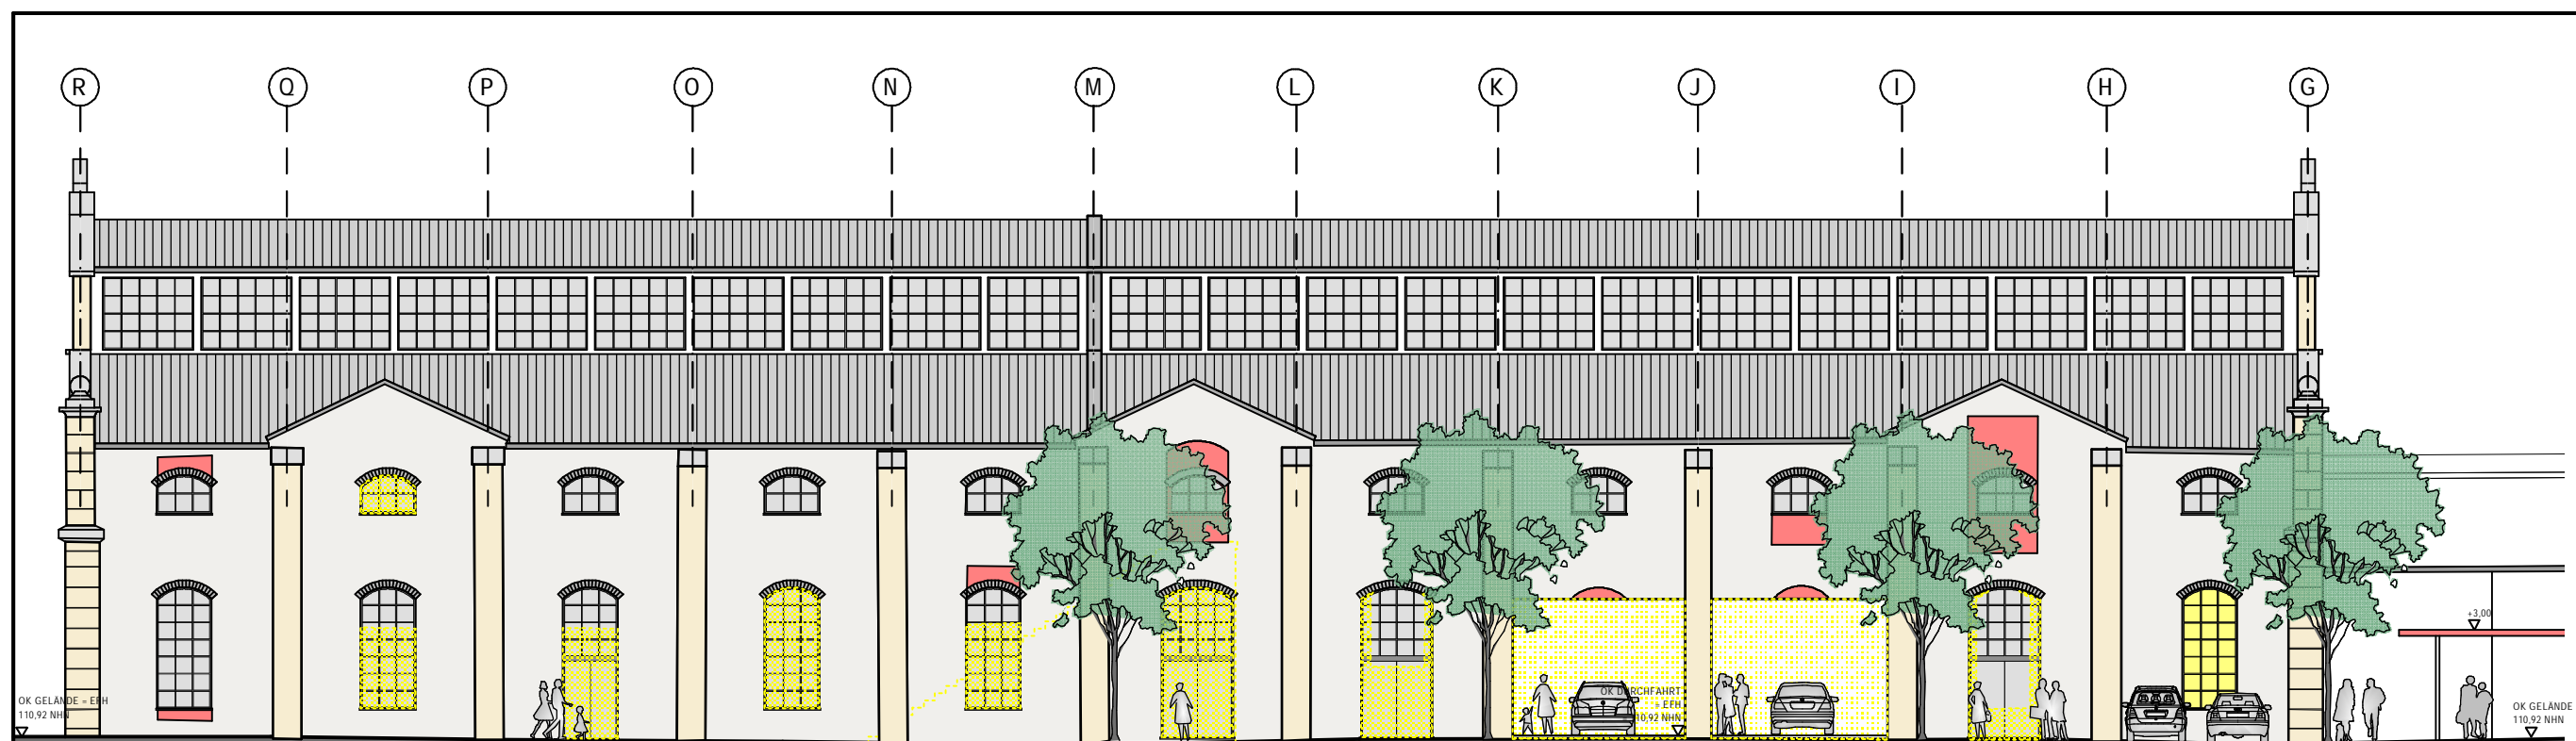 R Q P O N M L K J I H G
+3,00
OK GELÄNDE = EFH
110,92 NHN
OK DURCHFAHRT
= EFH
110,92 NHN
OK GELÄNDE
110,92 NHN